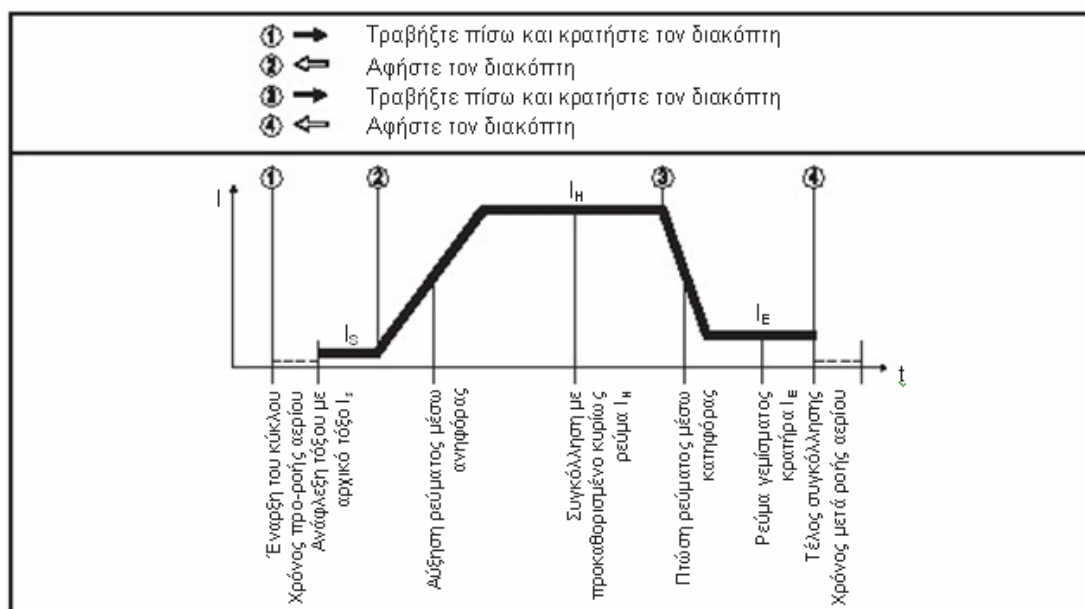 ① → Τραβήξτε πίσω και κρατήστε τον διακόπτη
② ⇦ Αφήστε τον διακόπτη
③ → Τραβήξτε πίσω και κρατήστε τον διακόπτη
④ ⇦ Αφήστε τον διακόπτη
① ② ③ ④
I
I_H
I_S
I_E
t
Έναρξη του κύκλου
Χρόνος προ-ροής αερίου
Ανάφλεξη τόξου με
αρχικό τόξο I_s
Αύξηση ρεύματος μέσω
ανηφόρας
Συγκόλληση με
προκαθορισμένο κυρίως
ρεύμα I_H
Πτώση ρεύματος μέσω
κατηφόρας
Ρεύμα γεμίσματος
κρατήρα I_E
Τέλος συγκόλλησης
Χρόνος μετά ροής αερίου